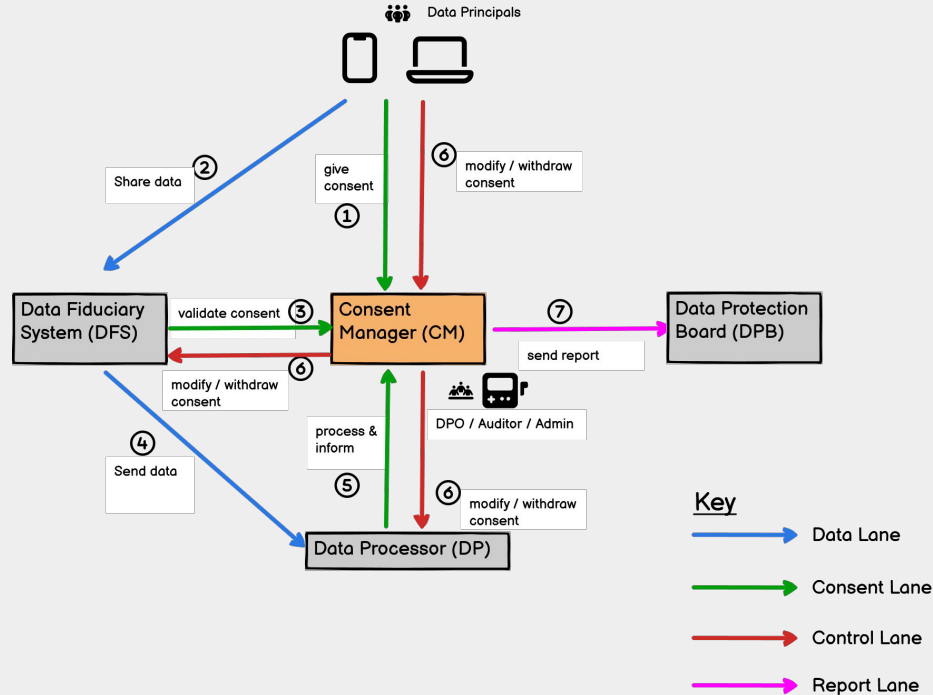 Data Principals
2
Share data
give
consent
1
6
modify / withdraw
consent
Data Fiduciary
System (DFS)
validate consent
3
Consent
Manager (CM)
7
send report
Data Protection
Board (DPB)
6
modify / withdraw
consent
DPO / Auditor / Admin
process &
inform
5
4
Send data
6
modify / withdraw
consent
Data Processor (DP)
Key
Data Lane
Consent Lane
Control Lane
Report Lane